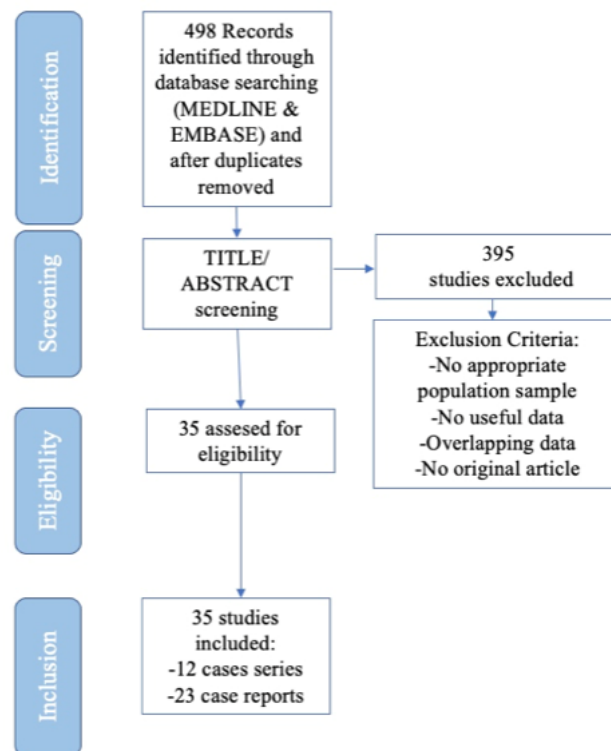 Identification
498 Records
identified through
database searching
(MEDLINE &
EMBASE) and
after duplicates
removed
Screening
TITLE/
ABSTRACT
screening
395
studies excluded
Exclusion Criteria:
-No appropriate
population sample
-No useful data
-Overlapping data
-No original article
Eligibility
35 assesed for
eligibility
Inclusion
35 studies
included:
-12 cases series
-23 case reports